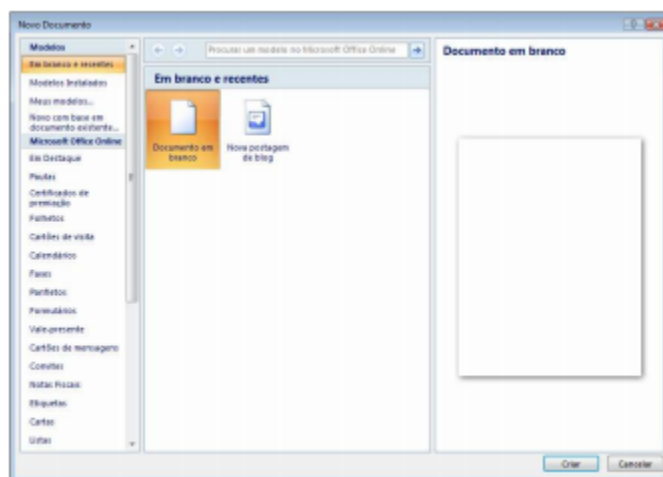 Novo Documento
Modelos
Em branco e recentes
Modelos Instalados
Meus modelos...
Novo com base em
documento existente...
Microsoft Office Online
Em Destaque
Pautas
Certificados de
premiação
Folhetos
Cartões de visita
Calendários
Faxes
Panfletos
Formulários
Vale-presente
Cartões de mensagens
Convites
Notas Fiscais
Etiquetas
Cartas
Listas
Procurar um modelo no Microsoft Office Online
Em branco e recentes
Documento em
branco
Nova postagem
de blog
Documento em branco
Criar
Cancelar